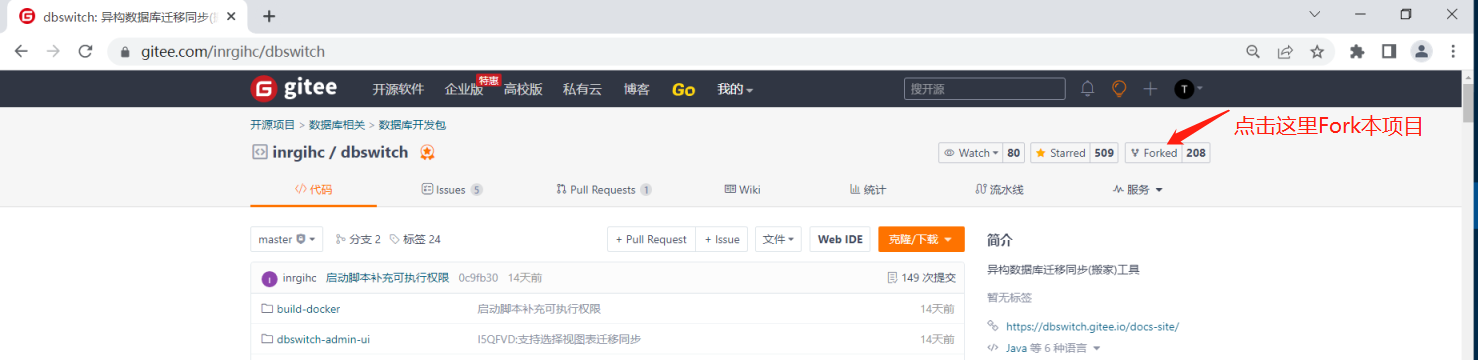 dbswitch: 异构数据库迁移同步(
gitee.com/inrgihc/dbswitch
gitee 开源软件 企业版 特惠 高校版 私有云 博客 Go 我的 搜开源 T
点击这里Fork本项目
开源项目 > 数据库相关 > 数据库开发包
inrgihc / dbswitch Watch 80 Starred 509 Forked 208
代码 Issues 5 Pull Requests 1 Wiki 统计 流水线 服务
master 分支 2 标签 24 + Pull Request + Issue 文件 Web IDE 克隆/下载 简介
inrgihc 启动脚本补充可执行权限 0c9fb30 14天前 149 次提交 异构数据库迁移同步(搬家)工具
暂无标签
build-docker 启动脚本补充可执行权限 14天前
https://dbswitch.gitee.io/docs-site/
dbswitch-admin-ui I5QFVD:支持选择视图表迁移同步 14天前
Java 等 6 种语言